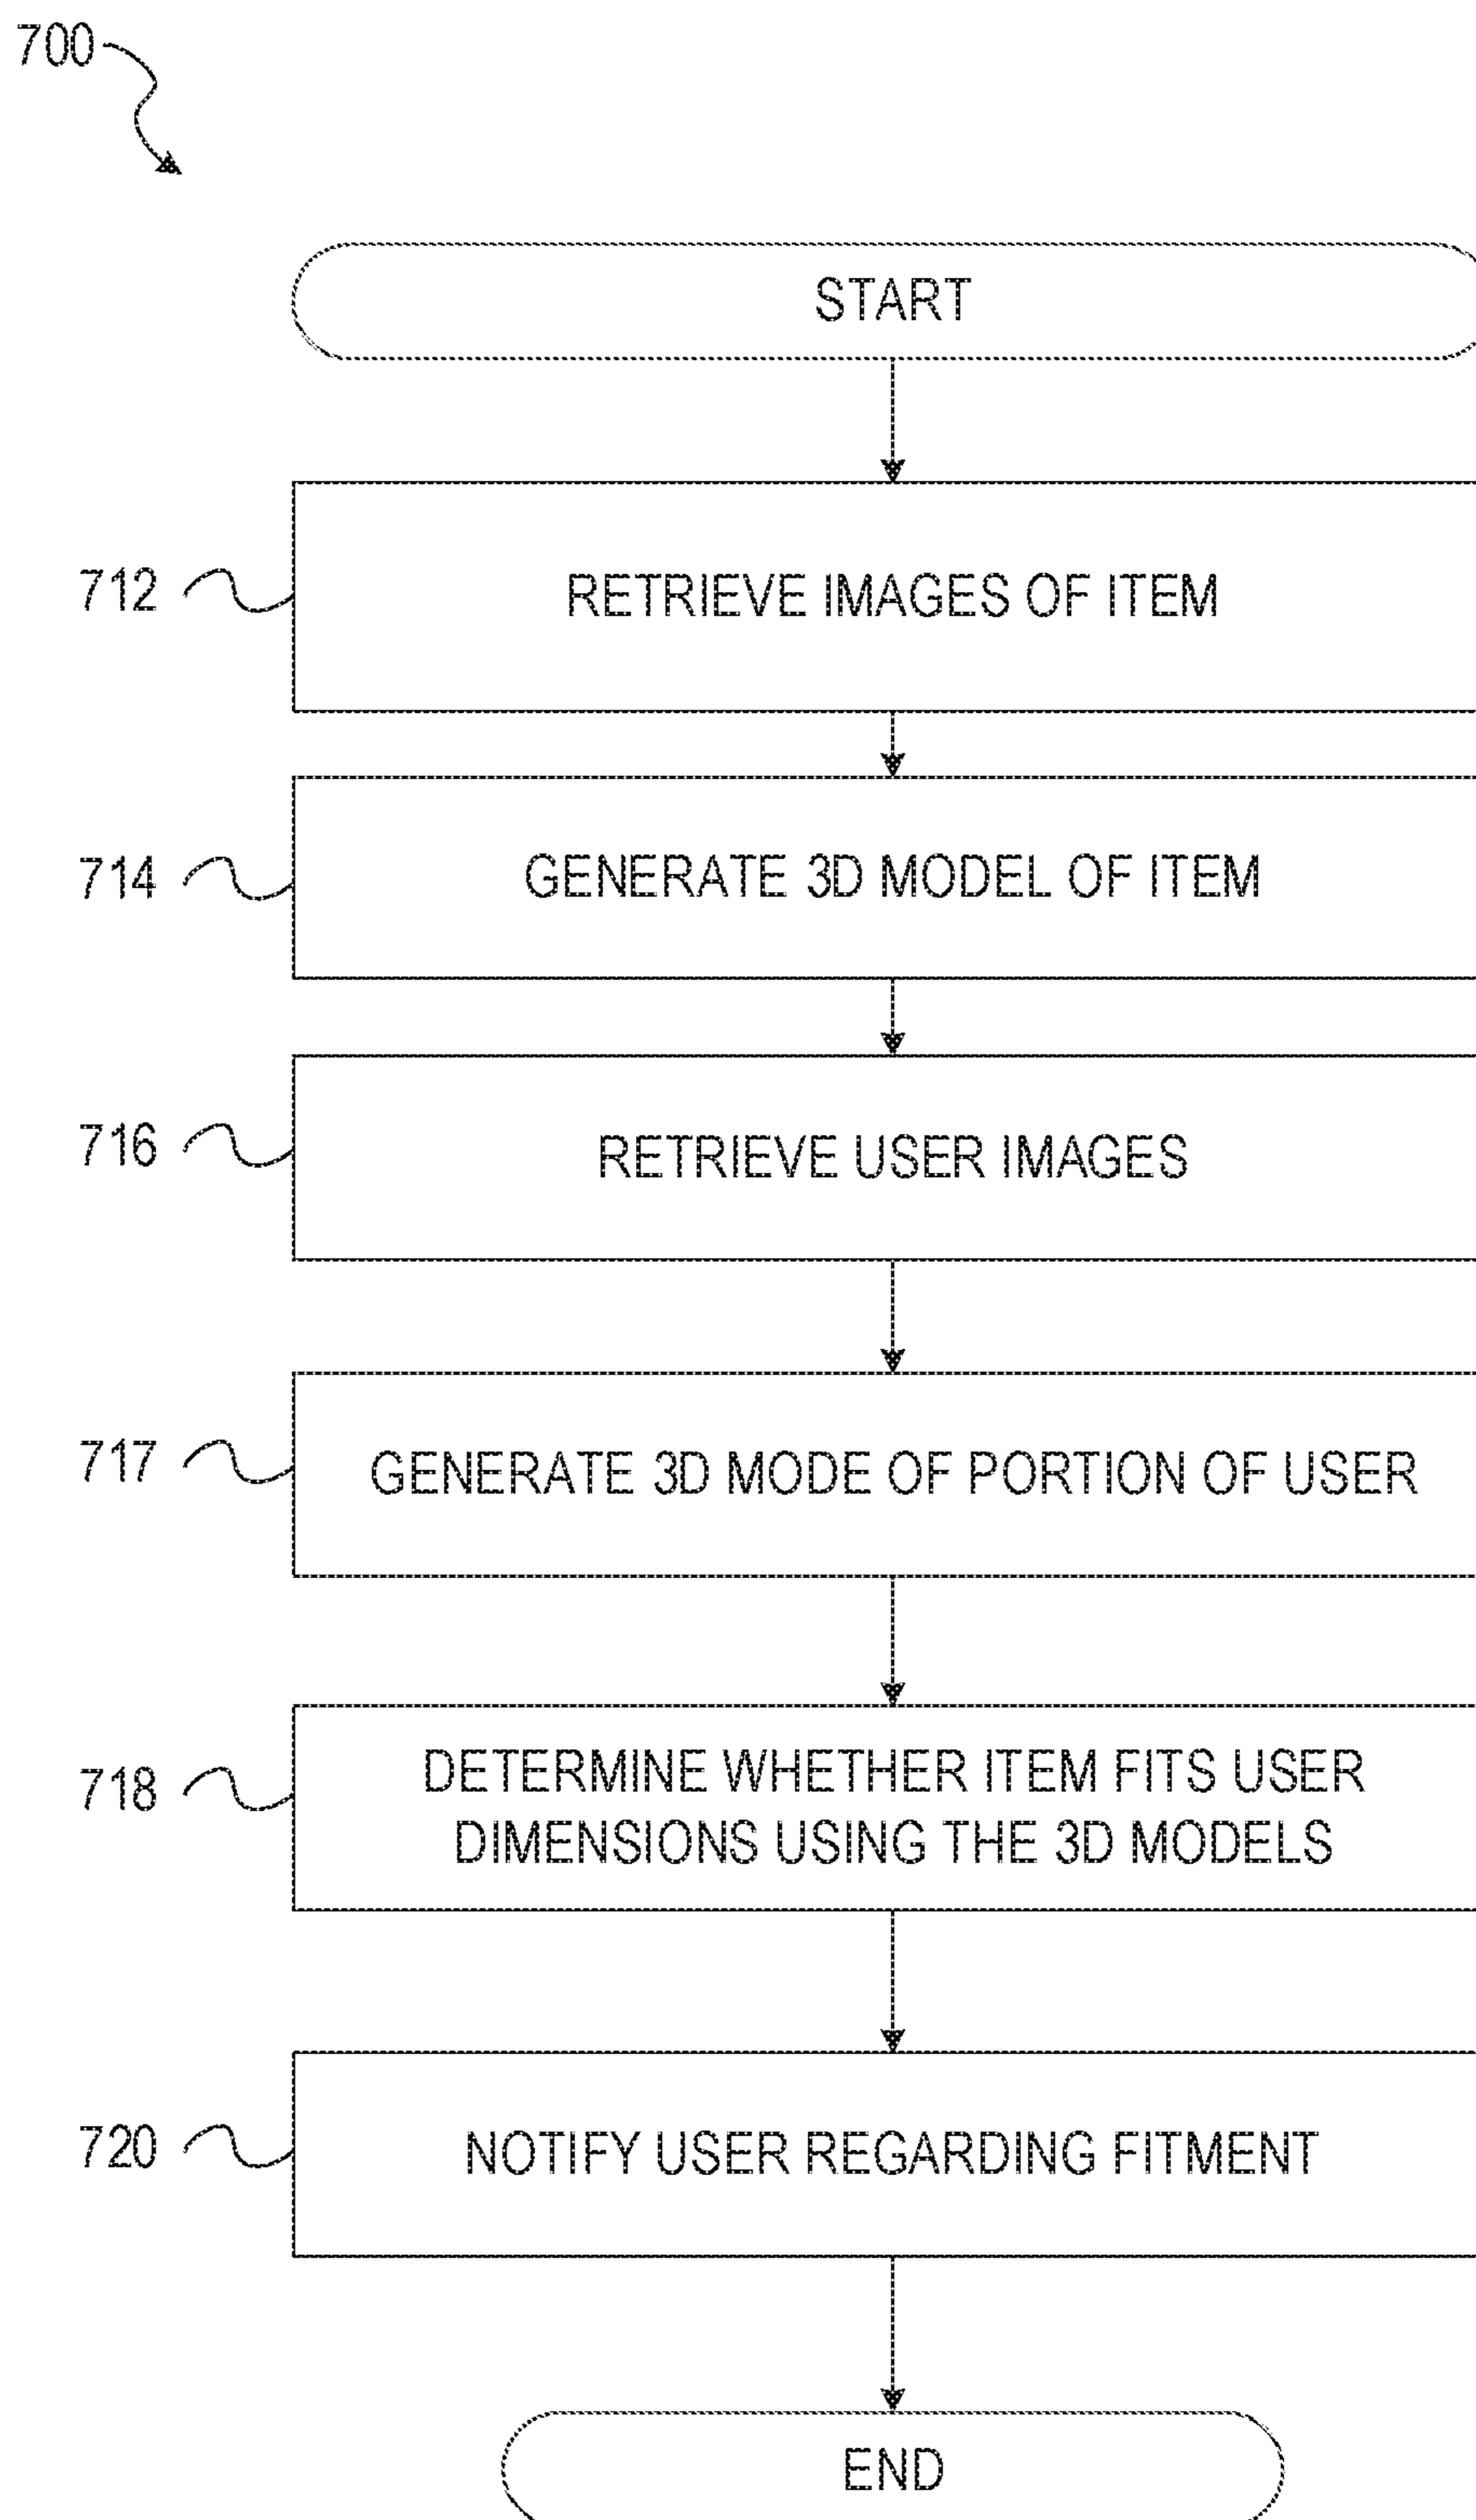 700
START
712
RETRIEVE IMAGES OF ITEM
714
GENERATE 3D MODEL OF ITEM
716
RETRIEVE USER IMAGES
717
GENERATE 3D MODE OF PORTION OF USER
718
DETERMINE WHETHER ITEM FITS USER
DIMENSIONS USING THE 3D MODELS
720
NOTIFY USER REGARDING FITMENT
END